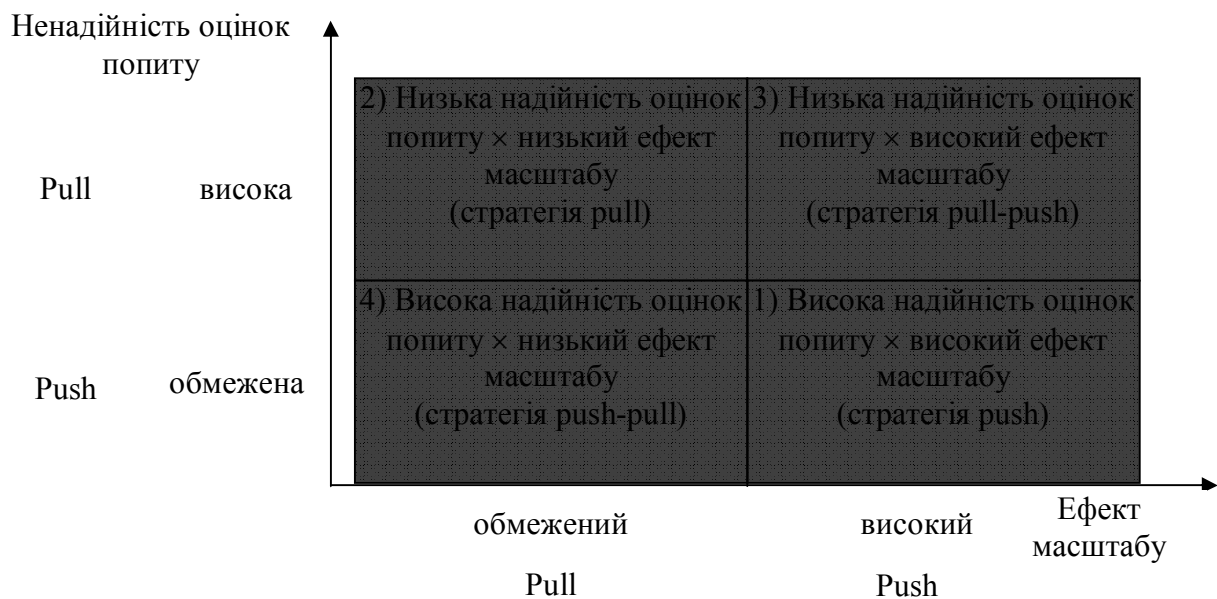 Ненадійність оцінок
попиту
2) Низька надійність оцінок
попиту × низький ефект
масштабу
(стратегія pull)
3) Низька надійність оцінок
попиту × високий ефект
масштабу
(стратегія pull-push)
Pull
висока
4) Висока надійність оцінок
попиту × низький ефект
масштабу
(стратегія push-pull)
1) Висока надійність оцінок
попиту × високий ефект
масштабу
(стратегія push)
Push
обмежена
обмежений
високий
Ефект
масштабу
Pull
Push